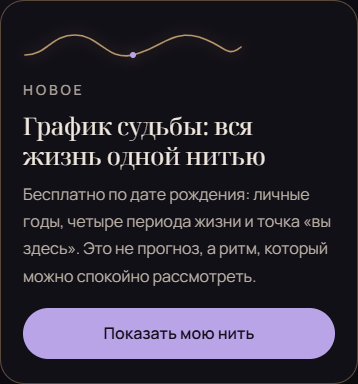 НОВОЕ
График судьбы: вся
жизнь одной нитью
Бесплатно по дате рождения: личные
годы, четыре периода жизни и точка «вы
здесь». Это не прогноз, а ритм, который
можно спокойно рассмотреть.
Показать мою нить